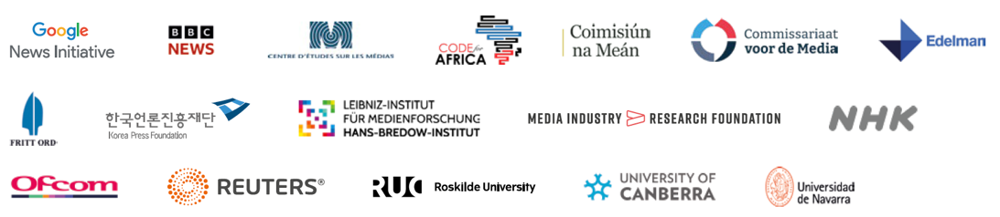 Google
News Initiative
BBC
NEWS
CENTRE D'ÉTUDES SUR LES MÉDIAS
CODE for
AFRICA
Coimisiún
na Meán
Commissariaat
voor de Media
Edelman
FRITT ORD
한국언론진흥재단
Korea Press Foundation
LEIBNIZ-INSTITUT
FÜR MEDIENFORSCHUNG
HANS-BREDOW-INSTITUT
MEDIA INDUSTRY RESEARCH FOUNDATION
NHK
Ofcom
REUTERS®
RUC Roskilde University
UNIVERSITY OF
CANBERRA
Universidad
de Navarra